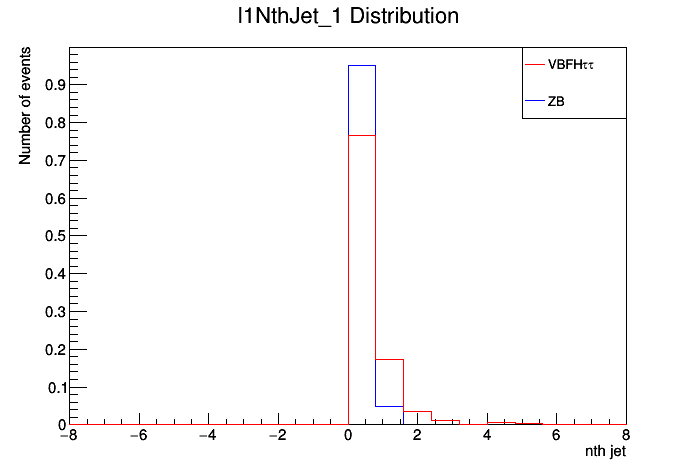 l1NthJet_1 Distribution
Number of events
VBFHττ
ZB
0.9
0.8
0.7
0.6
0.5
0.4
0.3
0.2
0.1
0
−8 −6 −4 −2 0 2 4 6 8
nth jet